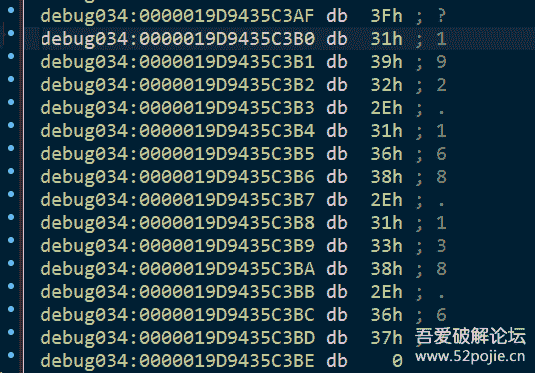 debug034:0000019D9435C3AF db 3Fh ; ?
debug034:0000019D9435C3B0 db 31h ; 1
debug034:0000019D9435C3B1 db 39h ; 9
debug034:0000019D9435C3B2 db 32h ; 2
debug034:0000019D9435C3B3 db 2Eh ; .
debug034:0000019D9435C3B4 db 31h ; 1
debug034:0000019D9435C3B5 db 36h ; 6
debug034:0000019D9435C3B6 db 38h ; 8
debug034:0000019D9435C3B7 db 2Eh ; .
debug034:0000019D9435C3B8 db 31h ; 1
debug034:0000019D9435C3B9 db 33h ; 3
debug034:0000019D9435C3BA db 38h ; 8
debug034:0000019D9435C3BB db 2Eh ; .
debug034:0000019D9435C3BC db 36h ; 6
debug034:0000019D9435C3BD db 37h ;
debug034:0000019D9435C3BE db 0
吾爱破解论坛
www.52pojie.cn